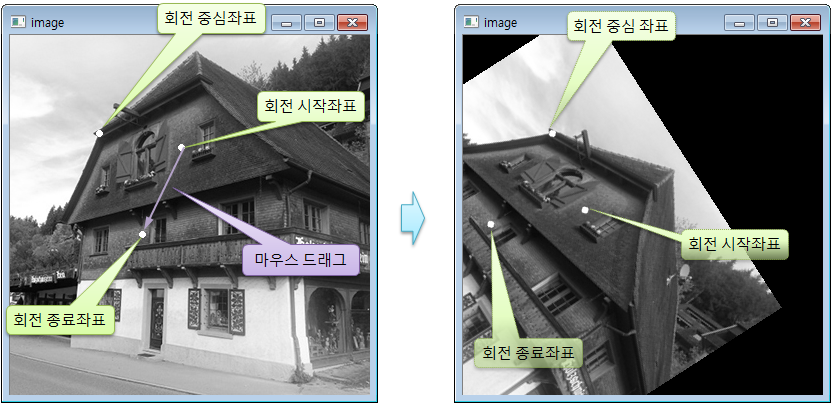 image
회전 중심좌표
회전 시작좌표
마우스 드래그
회전 종료좌표
image
회전 중심 좌표
회전 시작좌표
회전 종료좌표